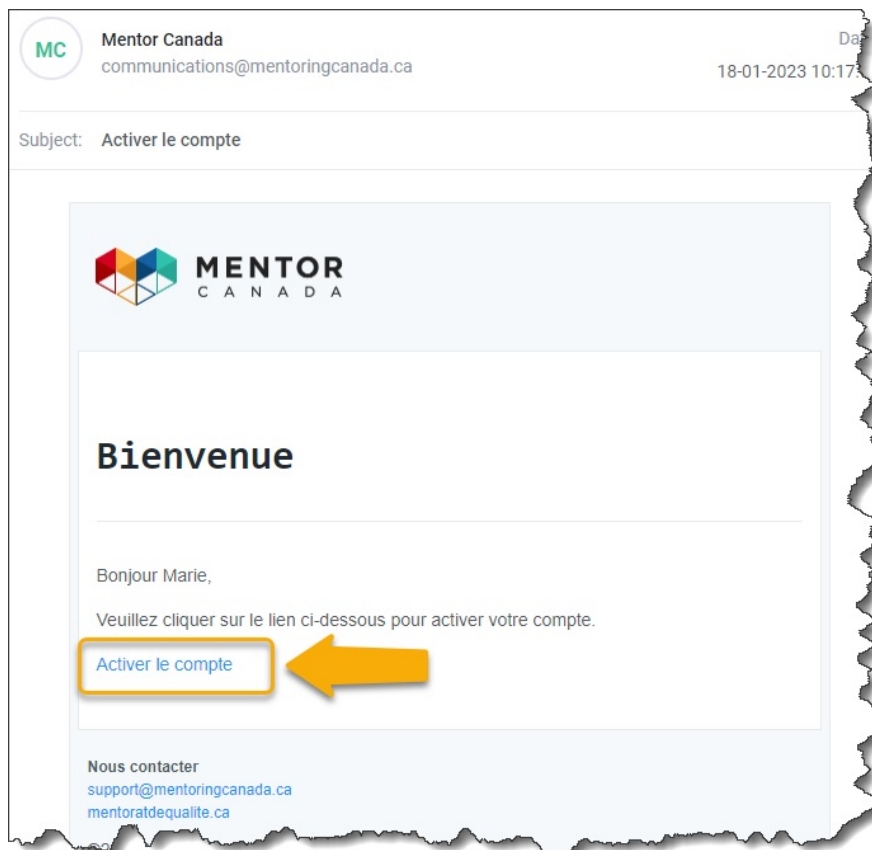 MC
Mentor Canada
communications@mentoringcanada.ca
18-01-2023 10:17
Subject: Activer le compte
MENTOR
CANADA
Bienvenue
Bonjour Marie,
Veuillez cliquer sur le lien ci-dessous pour activer votre compte.
Activer le compte
Nous contacter
support@mentoringcanada.ca
mentoratdequalite.ca